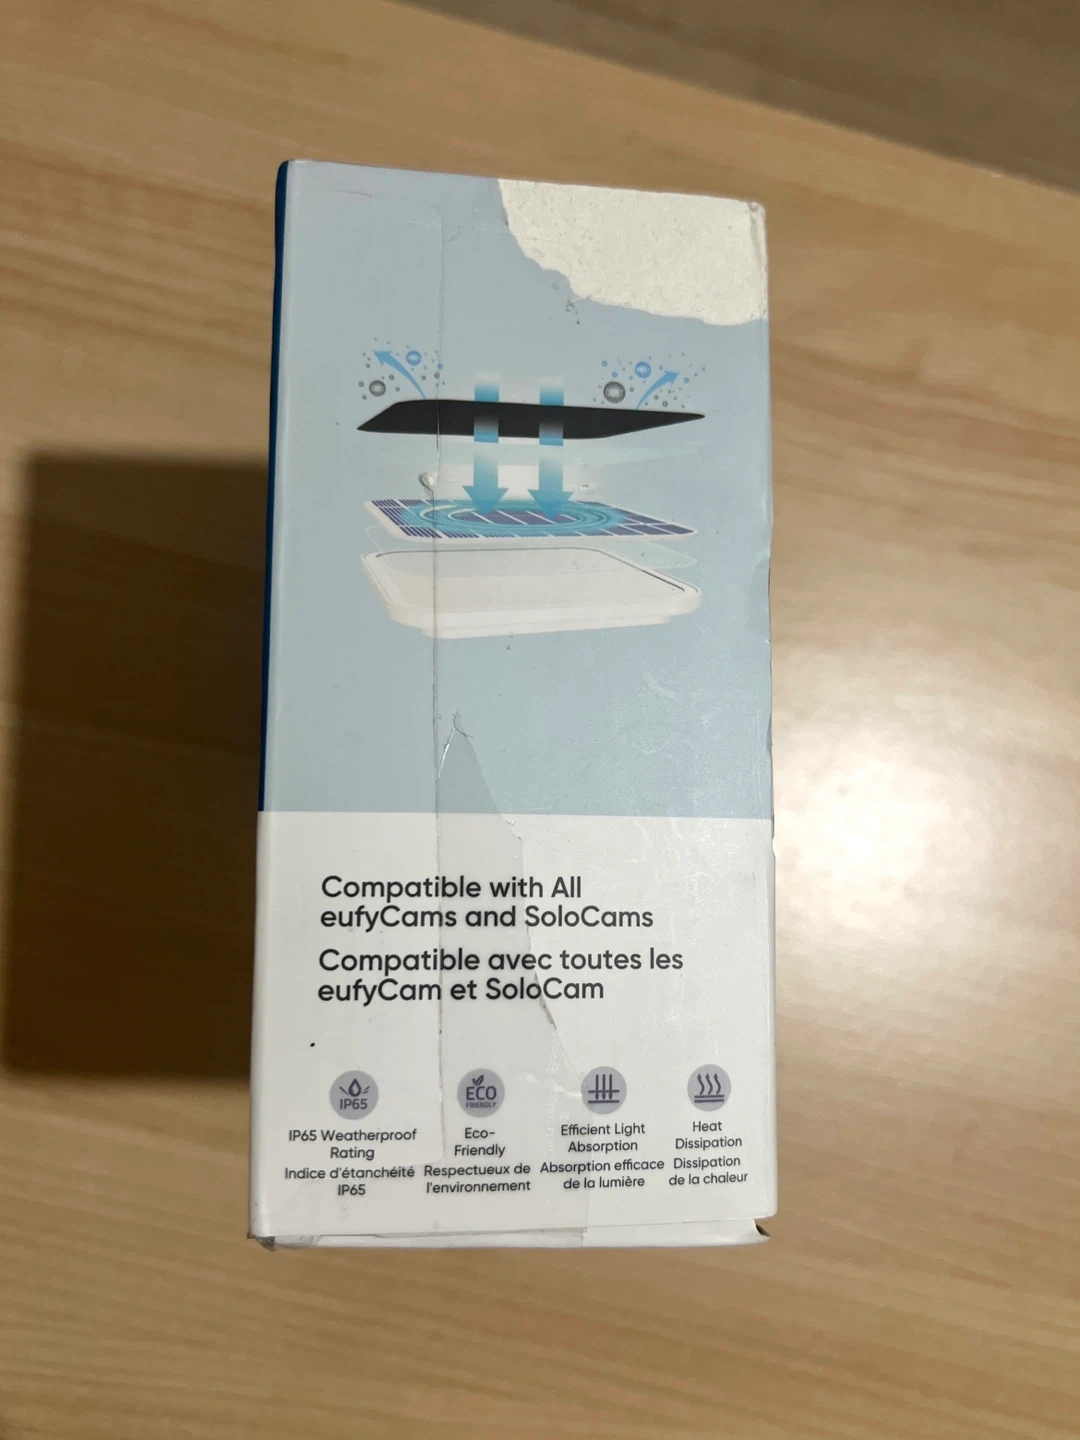 Compatible with All
eufyCams and SoloCams
Compatible avec toutes les
eufyCam et SoloCam
IP65
IP65 Weatherproof
Rating
Indice d'étanchéité
IP65
ECO
FRIENDLY
Eco-
Friendly
Respectueux de
l'environnement
Efficient Light
Absorption
Absorption efficace
de la lumière
Heat
Dissipation
Dissipation
de la chaleur